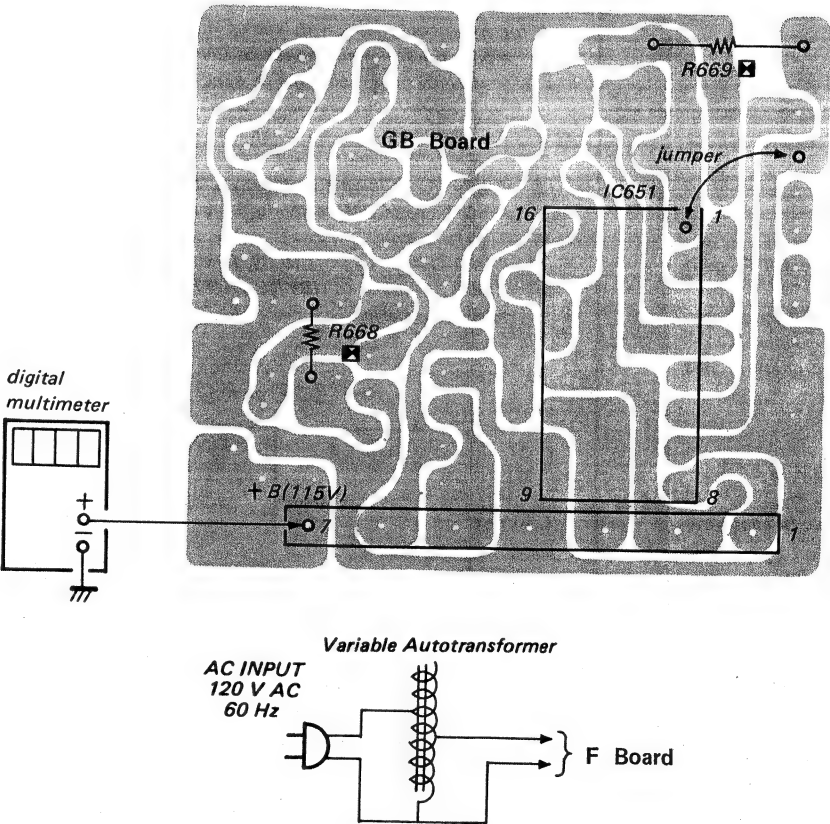 R669
GB Board
jumper
IC651
16
1
R668
digital
multimeter
+ B(115V)
9
8
+
7
1
−
Variable Autotransformer
AC INPUT
120 V AC
60 Hz
F Board